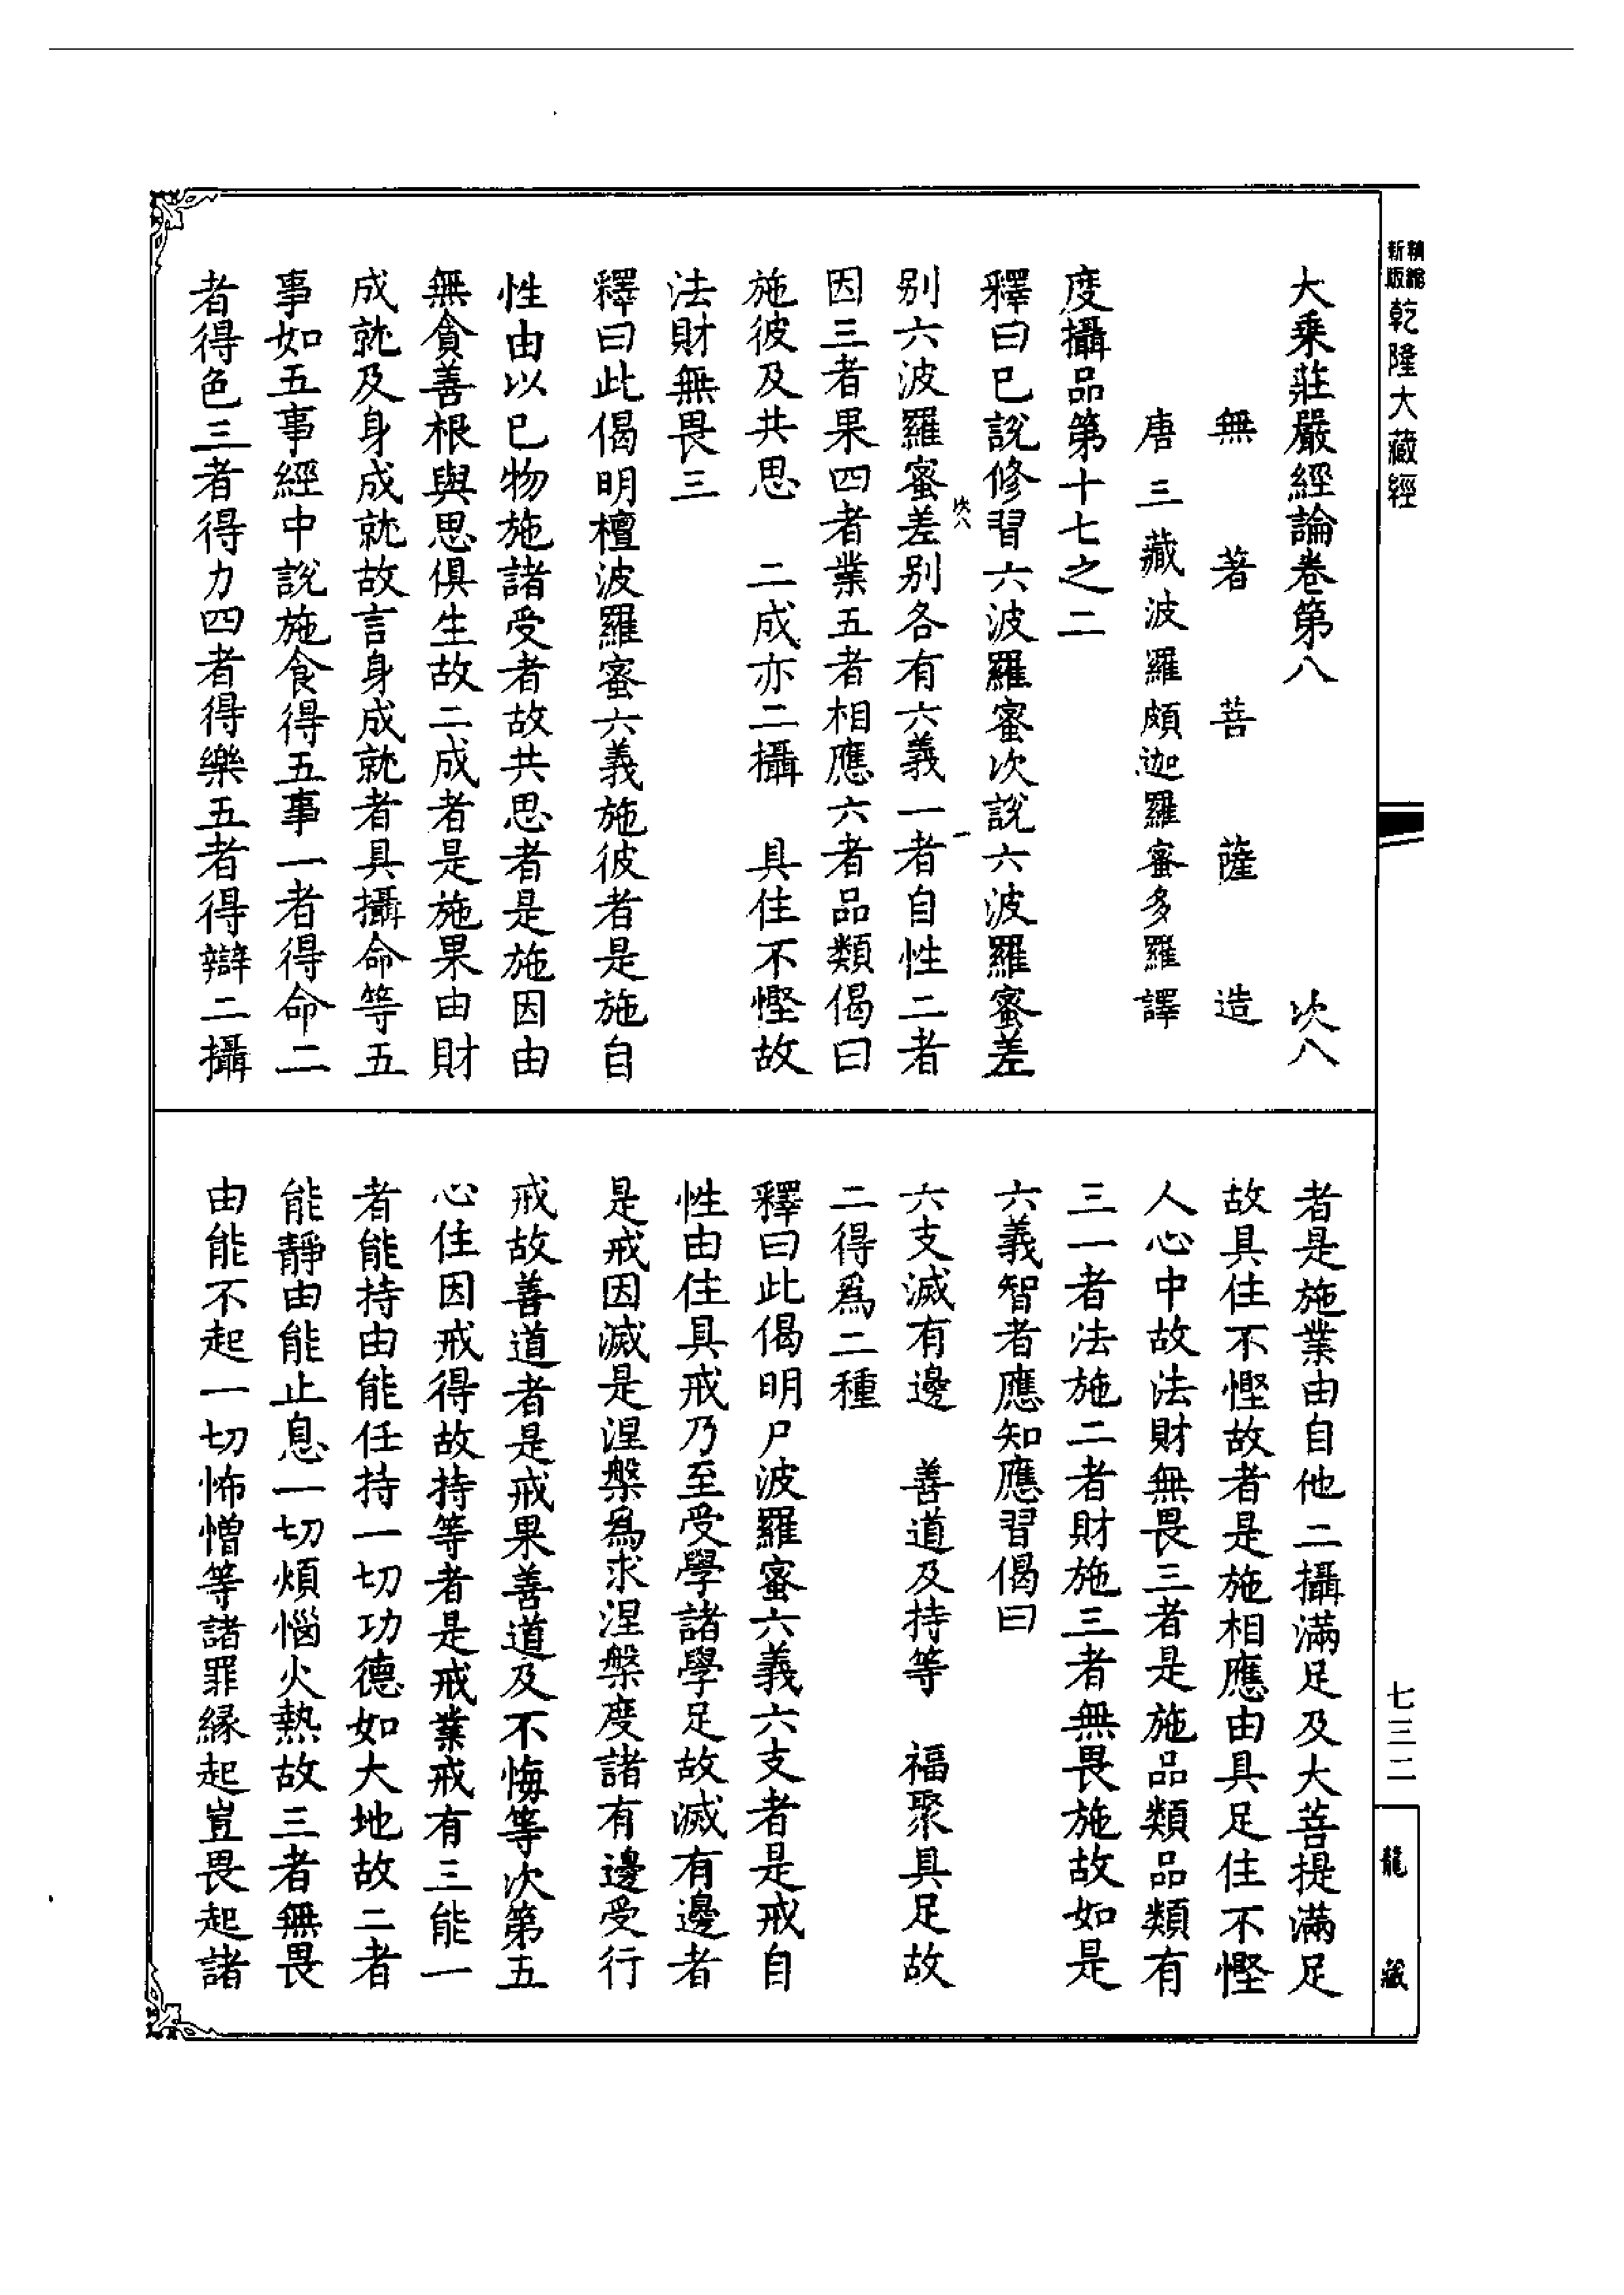 新編縮版乾隆大藏經
大乗莊嚴經論卷第八 次八
無著菩薩造
唐三藏波羅頗迦羅蜜多羅譯
度攝品第十七之二
釋曰已說修習六波羅蜜次說六波羅蜜差
别六波羅蜜差别各有六義一者自性二者
次八 一
因三者果四者業五者相應六者品類偈曰
施彼及共思 二成亦二攝 具住不慳故
法財無畏三
釋曰此偈明檀波羅蜜六義施彼者是施自
性由以已物施諸受者故共思者是施因由
無貪善根與思俱生故二成者是施果由財
成就及身成就故言身成就者具攝命等五
事如五事經中說施食得五事一者得命二
者得色三者得力四者得樂五者得辯二攝
者是施業由自他二攝滿足及大菩提滿足
故具住不慳故者是施相應由具足住不慳
人心中故法財無畏三者是施品類品類有
三一者法施二者財施三者無畏施故如是
六義智者應知應習偈曰
六支滅有邊 善道及持等 福聚具足故
二得爲二種
釋曰此偈明尸波羅蜜六義六支者是戒自
性由住具戒乃至受學諸學足故滅有邊者
是戒因滅是涅槃爲求涅槃度諸有邊受行
戒故善道者是戒果善道及不悔等次第五
心住因戒得故持等者是戒業戒有三能一
者能持由能任持一切功德如大地故二者
能靜由能止息一切煩惱火熱故三者無畏
由能不起一切怖憎等諸罪縁起豈畏起諸
七三二
龍藏